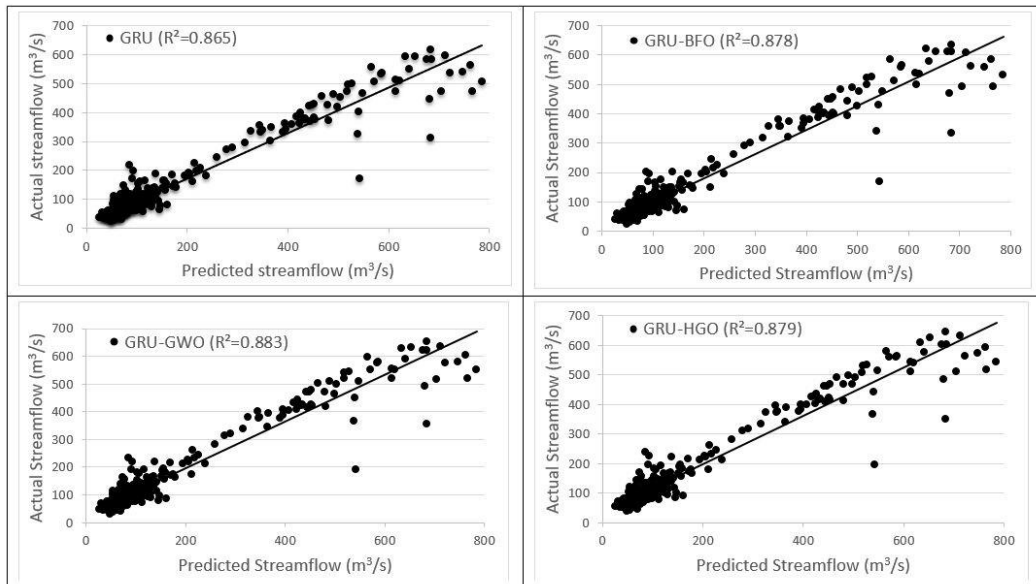 GRU (R²=0.865)
Actual streamflow (m³/s)
700
600
500
400
300
200
100
0
0 200 400 600 800
Predicted streamflow (m³/s)
GRU-BFO (R²=0.878)
Actual Streamflow (m³/s)
700
600
500
400
300
200
100
0
0 100 200 300 400 500 600 700 800
Predicted Streamflow (m³/s)
GRU-GWO (R²=0.883)
Actual Streamflow (m³/s)
700
600
500
400
300
200
100
0
0 200 400 600 800
Predicted Streamflow (m³/s)
GRU-HGO (R²=0.879)
Actual Streamflow (m³/s)
700
600
500
400
300
200
100
0
0 100 200 300 400 500 600 700 800
Predicted Streamflow (m³/s)